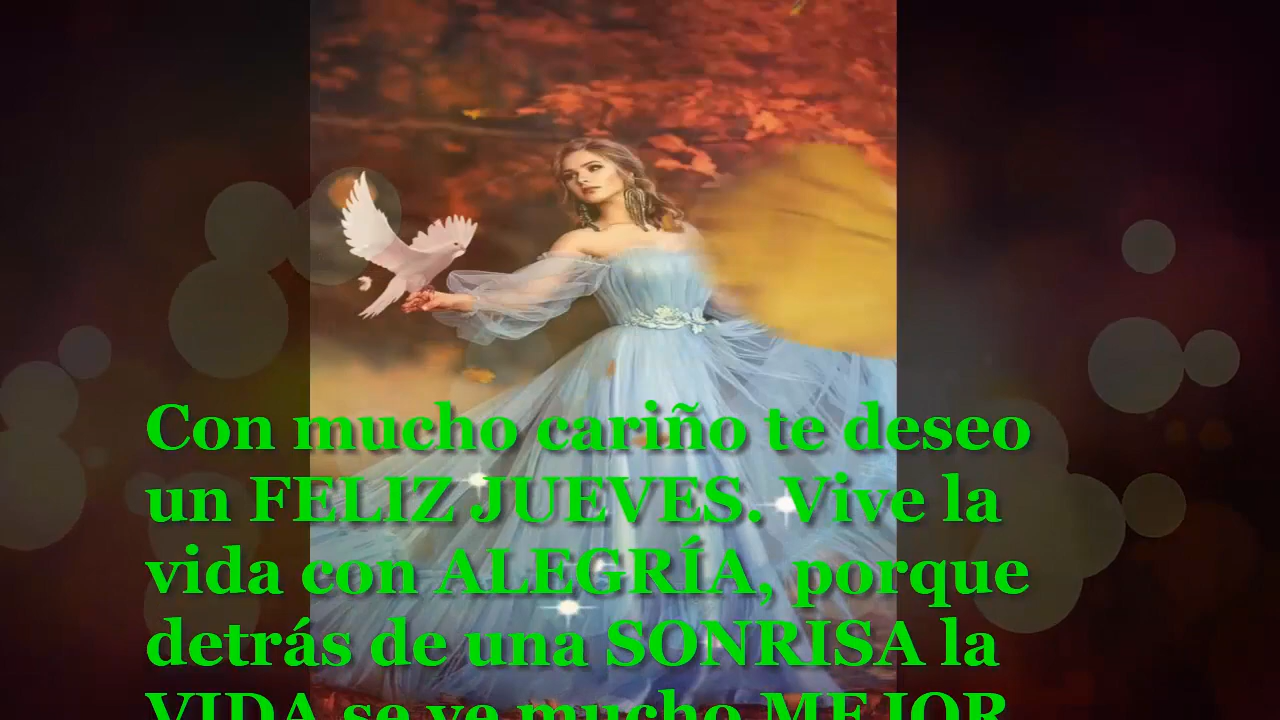 Con mucho cariño te deseo
un FELIZ JUEVES. Vive la
vida con ALEGRÍA, porque
detrás de una SONRISA la
VIDA se ve mucho MEJOR